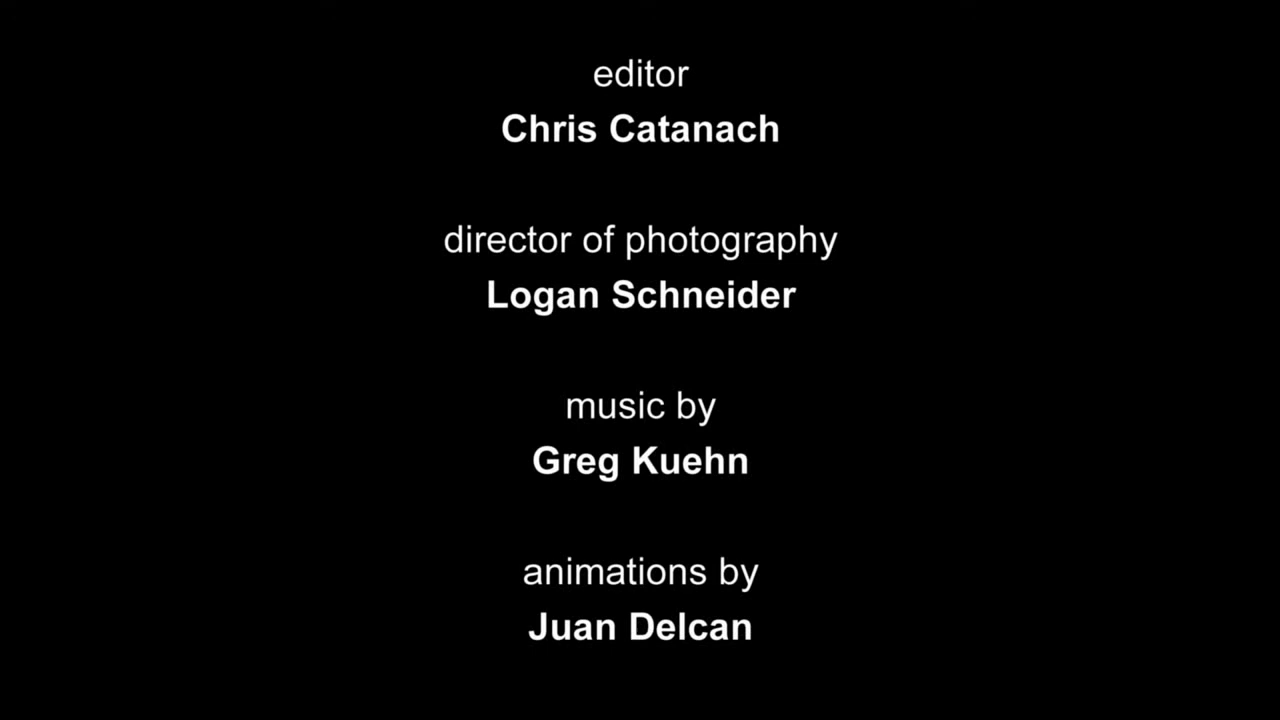 editor
Chris Catanach
director of photography
Logan Schneider
music by
Greg Kuehn
animations by
Juan Delcan